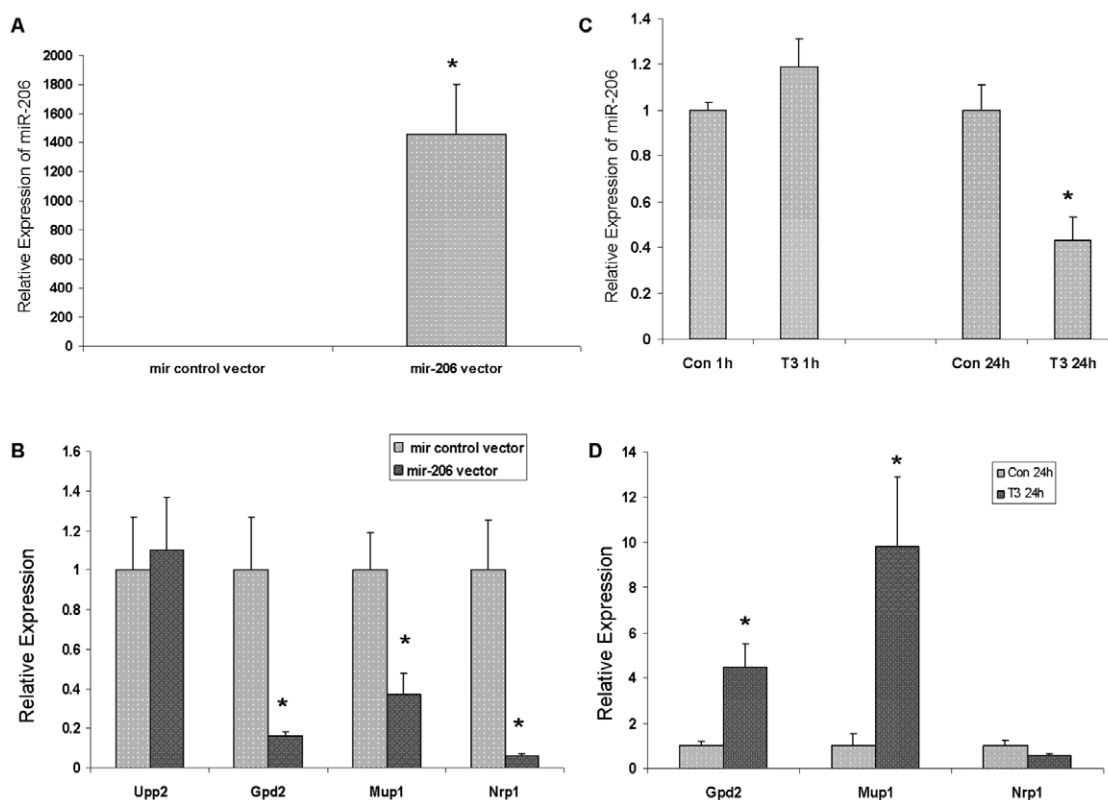 A
Relative Expression of miR-206
2000
1800
1600
1400
1200
1000
800
600
400
200
0
*
mir control vector
mir-206 vector
C
Relative Expression of miR-206
1.4
1.2
1
0.8
0.6
0.4
0.2
0
*
Con 1h
T3 1h
Con 24h
T3 24h
B
Relative Expression
1.6
1.4
1.2
1
0.8
0.6
0.4
0.2
0
mir control vector
mir-206 vector
*
*
*
Upp2
Gpd2
Mup1
Nrp1
D
Relative Expression
14
12
10
8
6
4
2
0
Con 24h
T3 24h
*
*
Gpd2
Mup1
Nrp1